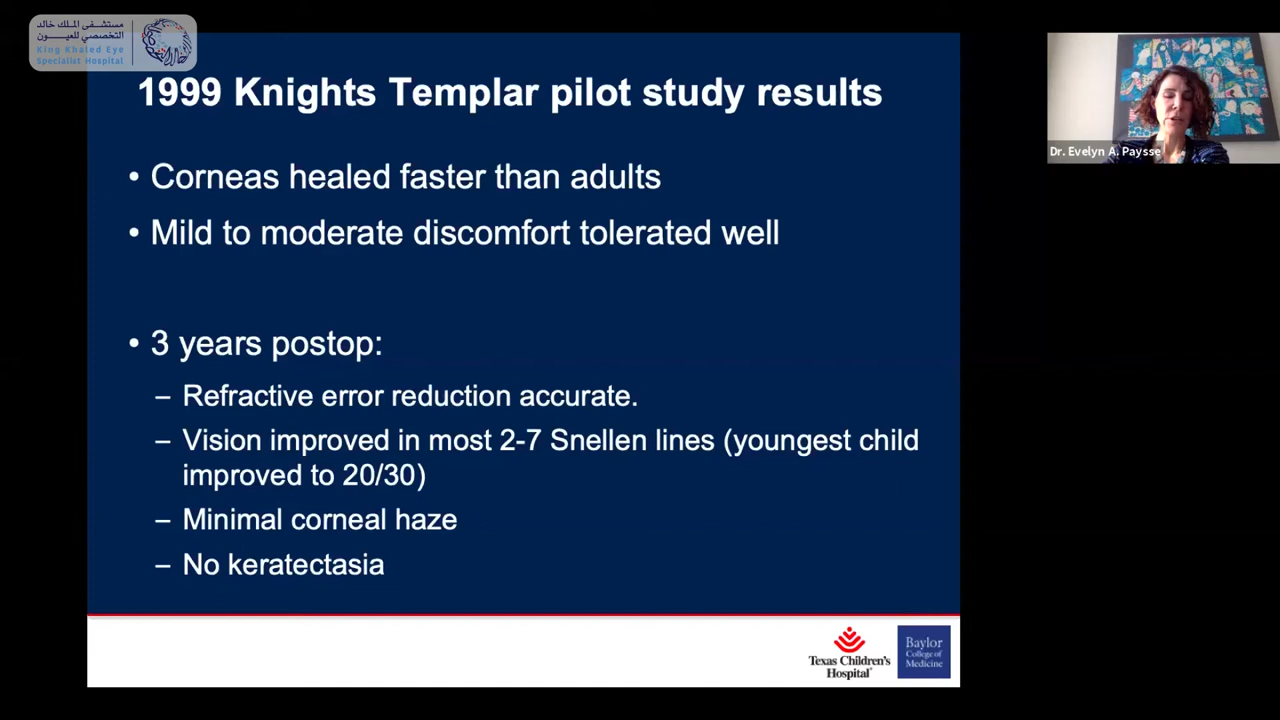 مستشفى الملك خالد
التخصصي للعيون
King Khaled Eye
Specialist Hospital
1999 Knights Templar pilot study results
• Corneas healed faster than adults
• Mild to moderate discomfort tolerated well
• 3 years postop:
– Refractive error reduction accurate.
– Vision improved in most 2-7 Snellen lines (youngest child
improved to 20/30)
– Minimal corneal haze
– No keratectasia
Dr. Evelyn A. Paysse
Texas Children's
Hospital®
Baylor
College of
Medicine